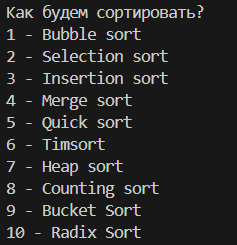 Как будем сортировать?
1 - Bubble sort
2 - Selection sort
3 - Insertion sort
4 - Merge sort
5 - Quick sort
6 - Timsort
7 - Heap sort
8 - Counting sort
9 - Bucket Sort
10 - Radix Sort